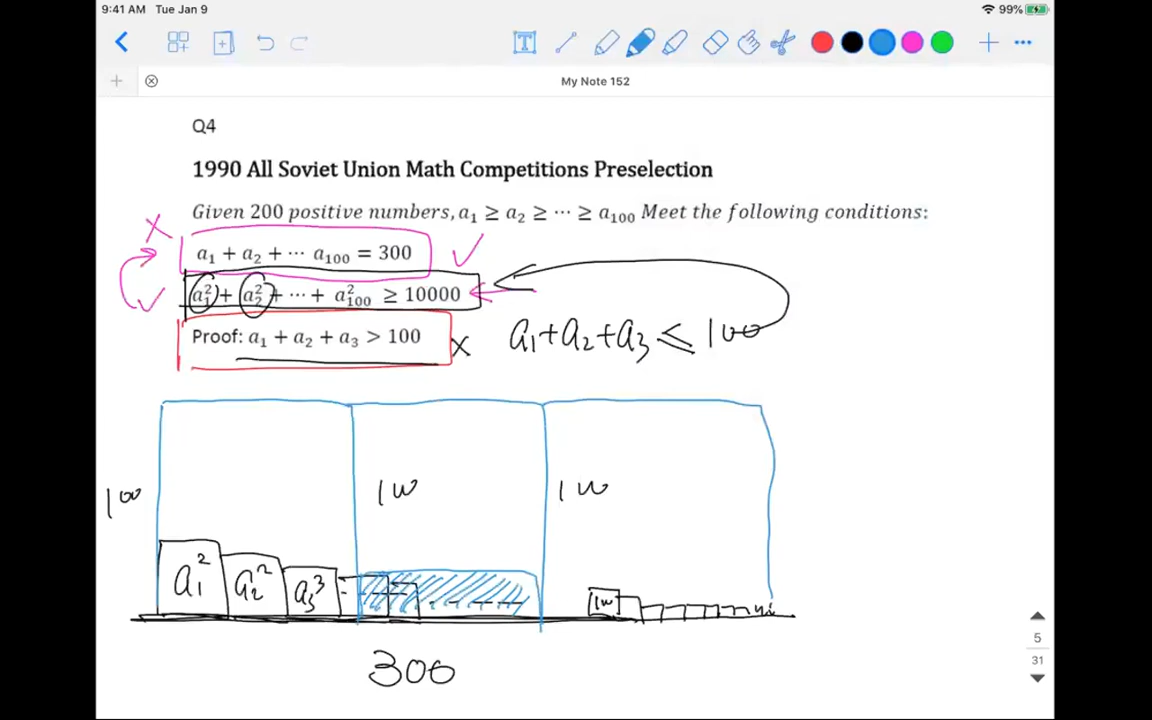 9:41 AM Tue Jan 9
99%
My Note 152
Q4
1990 All Soviet Union Math Competitions Preselection
Given 200 positive numbers, a₁ ≥ a₂ ≥ ⋯ ≥ a₁₀₀ Meet the following conditions:
a₁ + a₂ + ⋯ a₁₀₀ = 300
a₁² + a₂² + ⋯ + a₁₀₀² ≥ 10000
Proof: a₁ + a₂ + a₃ > 100
a₁+a₂+a₃ ≤ 100
100
100
100
a₁²
a₂²
a₃³
300
5
31